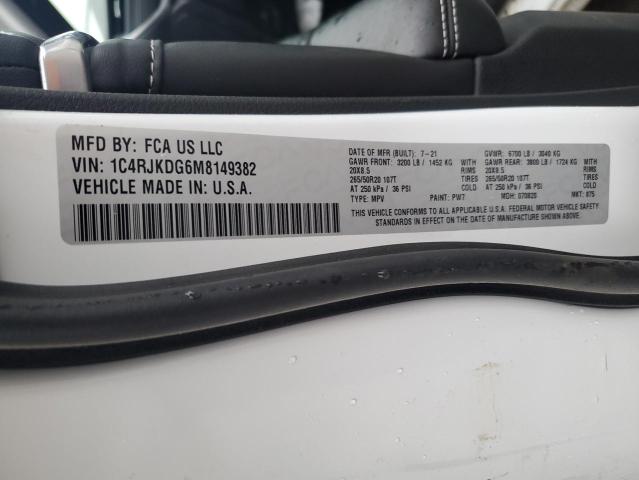 MFD BY: FCA US LLC
VIN: 1C4RJKDG6M8149382
VEHICLE MADE IN: U.S.A.
DATE OF MFR (BUILT): 7-21 GVWR: 6700 LB / 3040 KG
GAWR FRONT: 3200 LB / 1452 KG GAWR REAR: 3800 LB / 1724 KG
20X8.5 RIMS 20X8.5 RIMS
265/50R20 107T TIRES 265/50R20 107T TIRES
AT 250 kPa / 36 PSI COLD AT 250 kPa / 36 PSI COLD
TYPE: MPV PAINT: PW7 MDH: 070825 MKT: 875
THIS VEHICLE CONFORMS TO ALL APPLICABLE U.S.A. FEDERAL MOTOR VEHICLE SAFETY
STANDARDS IN EFFECT ON THE DATE OF MANUFACTURE SHOWN ABOVE.